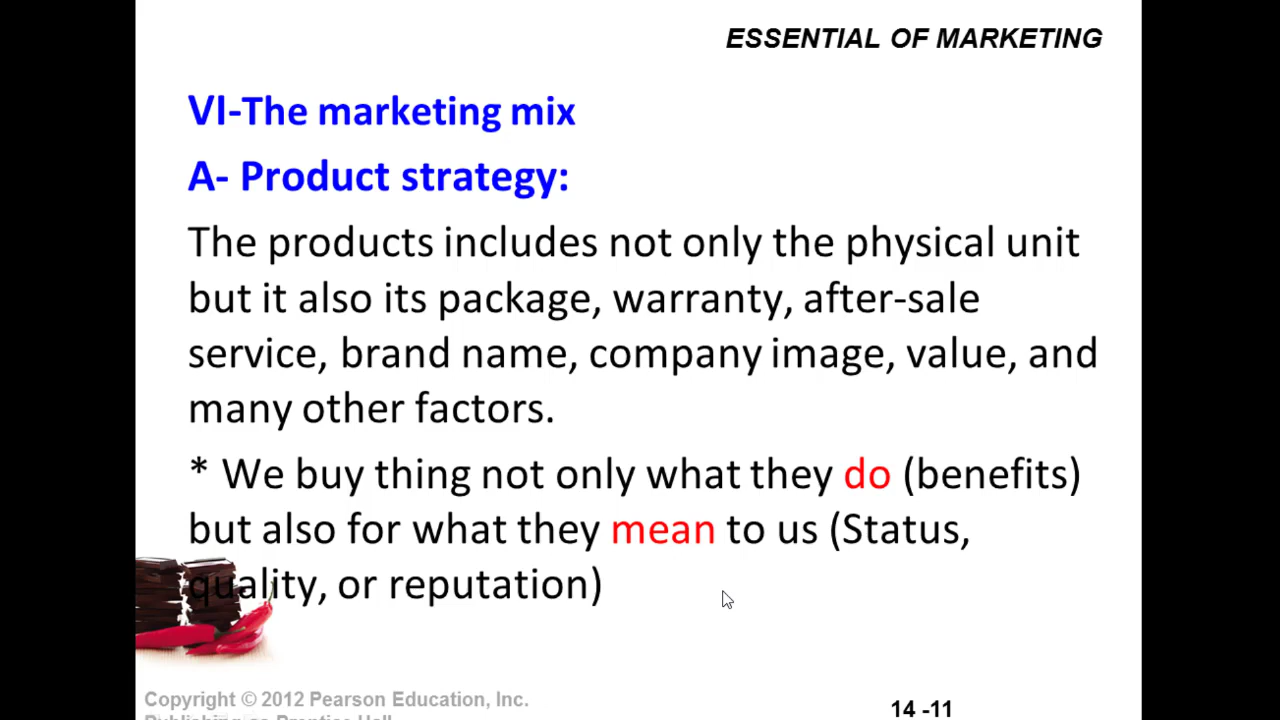 ESSENTIAL OF MARKETING
VI-The marketing mix
A- Product strategy:
The products includes not only the physical unit
but it also its package, warranty, after-sale
service, brand name, company image, value, and
many other factors.
* We buy thing not only what they do (benefits)
but also for what they mean to us (Status,
quality, or reputation)
Copyright © 2012 Pearson Education, Inc.
Publishing as Prentice Hall
14 -11